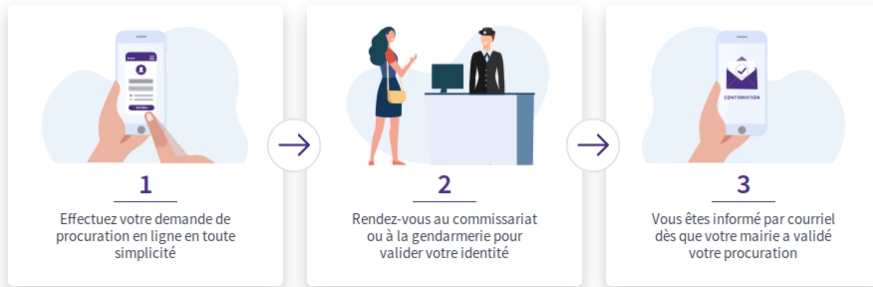 1
Effectuez votre demande de
procuration en ligne en toute
simplicité
2
Rendez-vous au commissariat
ou à la gendarmerie pour
valider votre identité
CONFIRMATION
3
Vous êtes informé par courriel
dès que votre mairie a validé
votre procuration